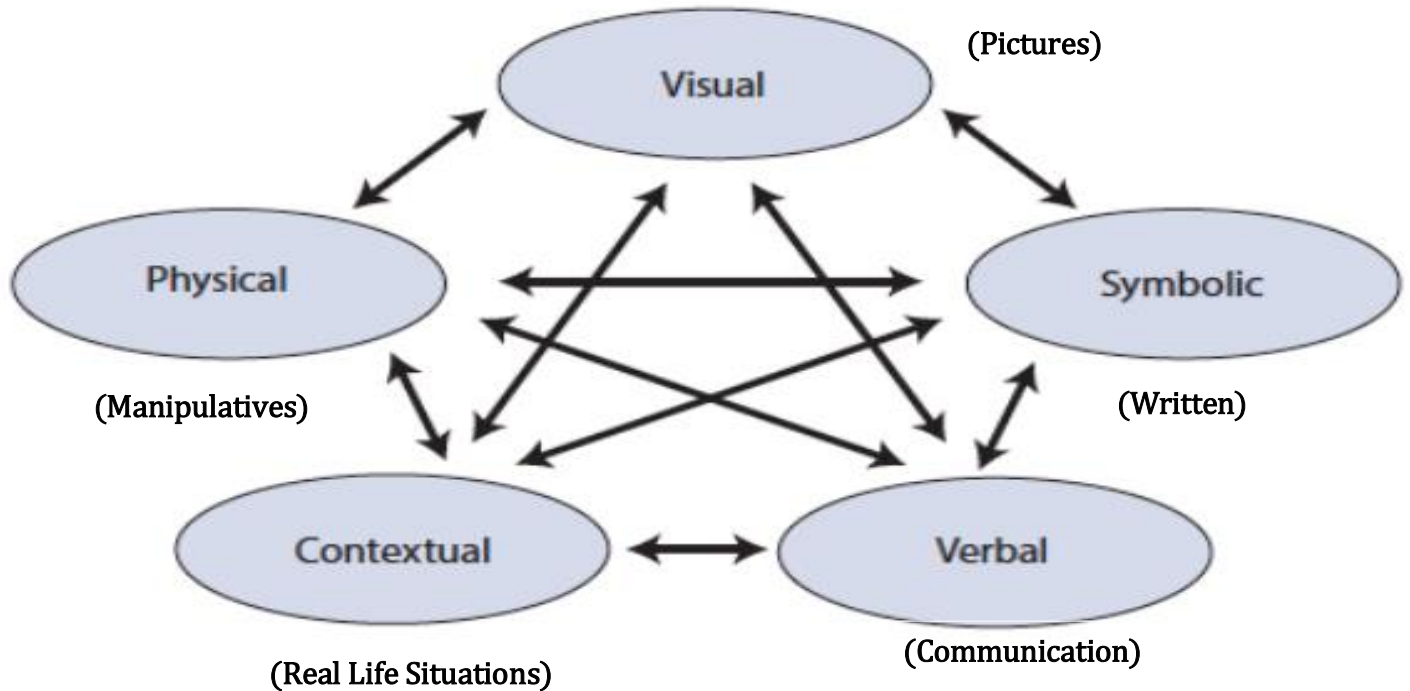 (Pictures)
Visual
Physical
Symbolic
(Manipulatives)
(Written)
Contextual
Verbal
(Real Life Situations)
(Communication)